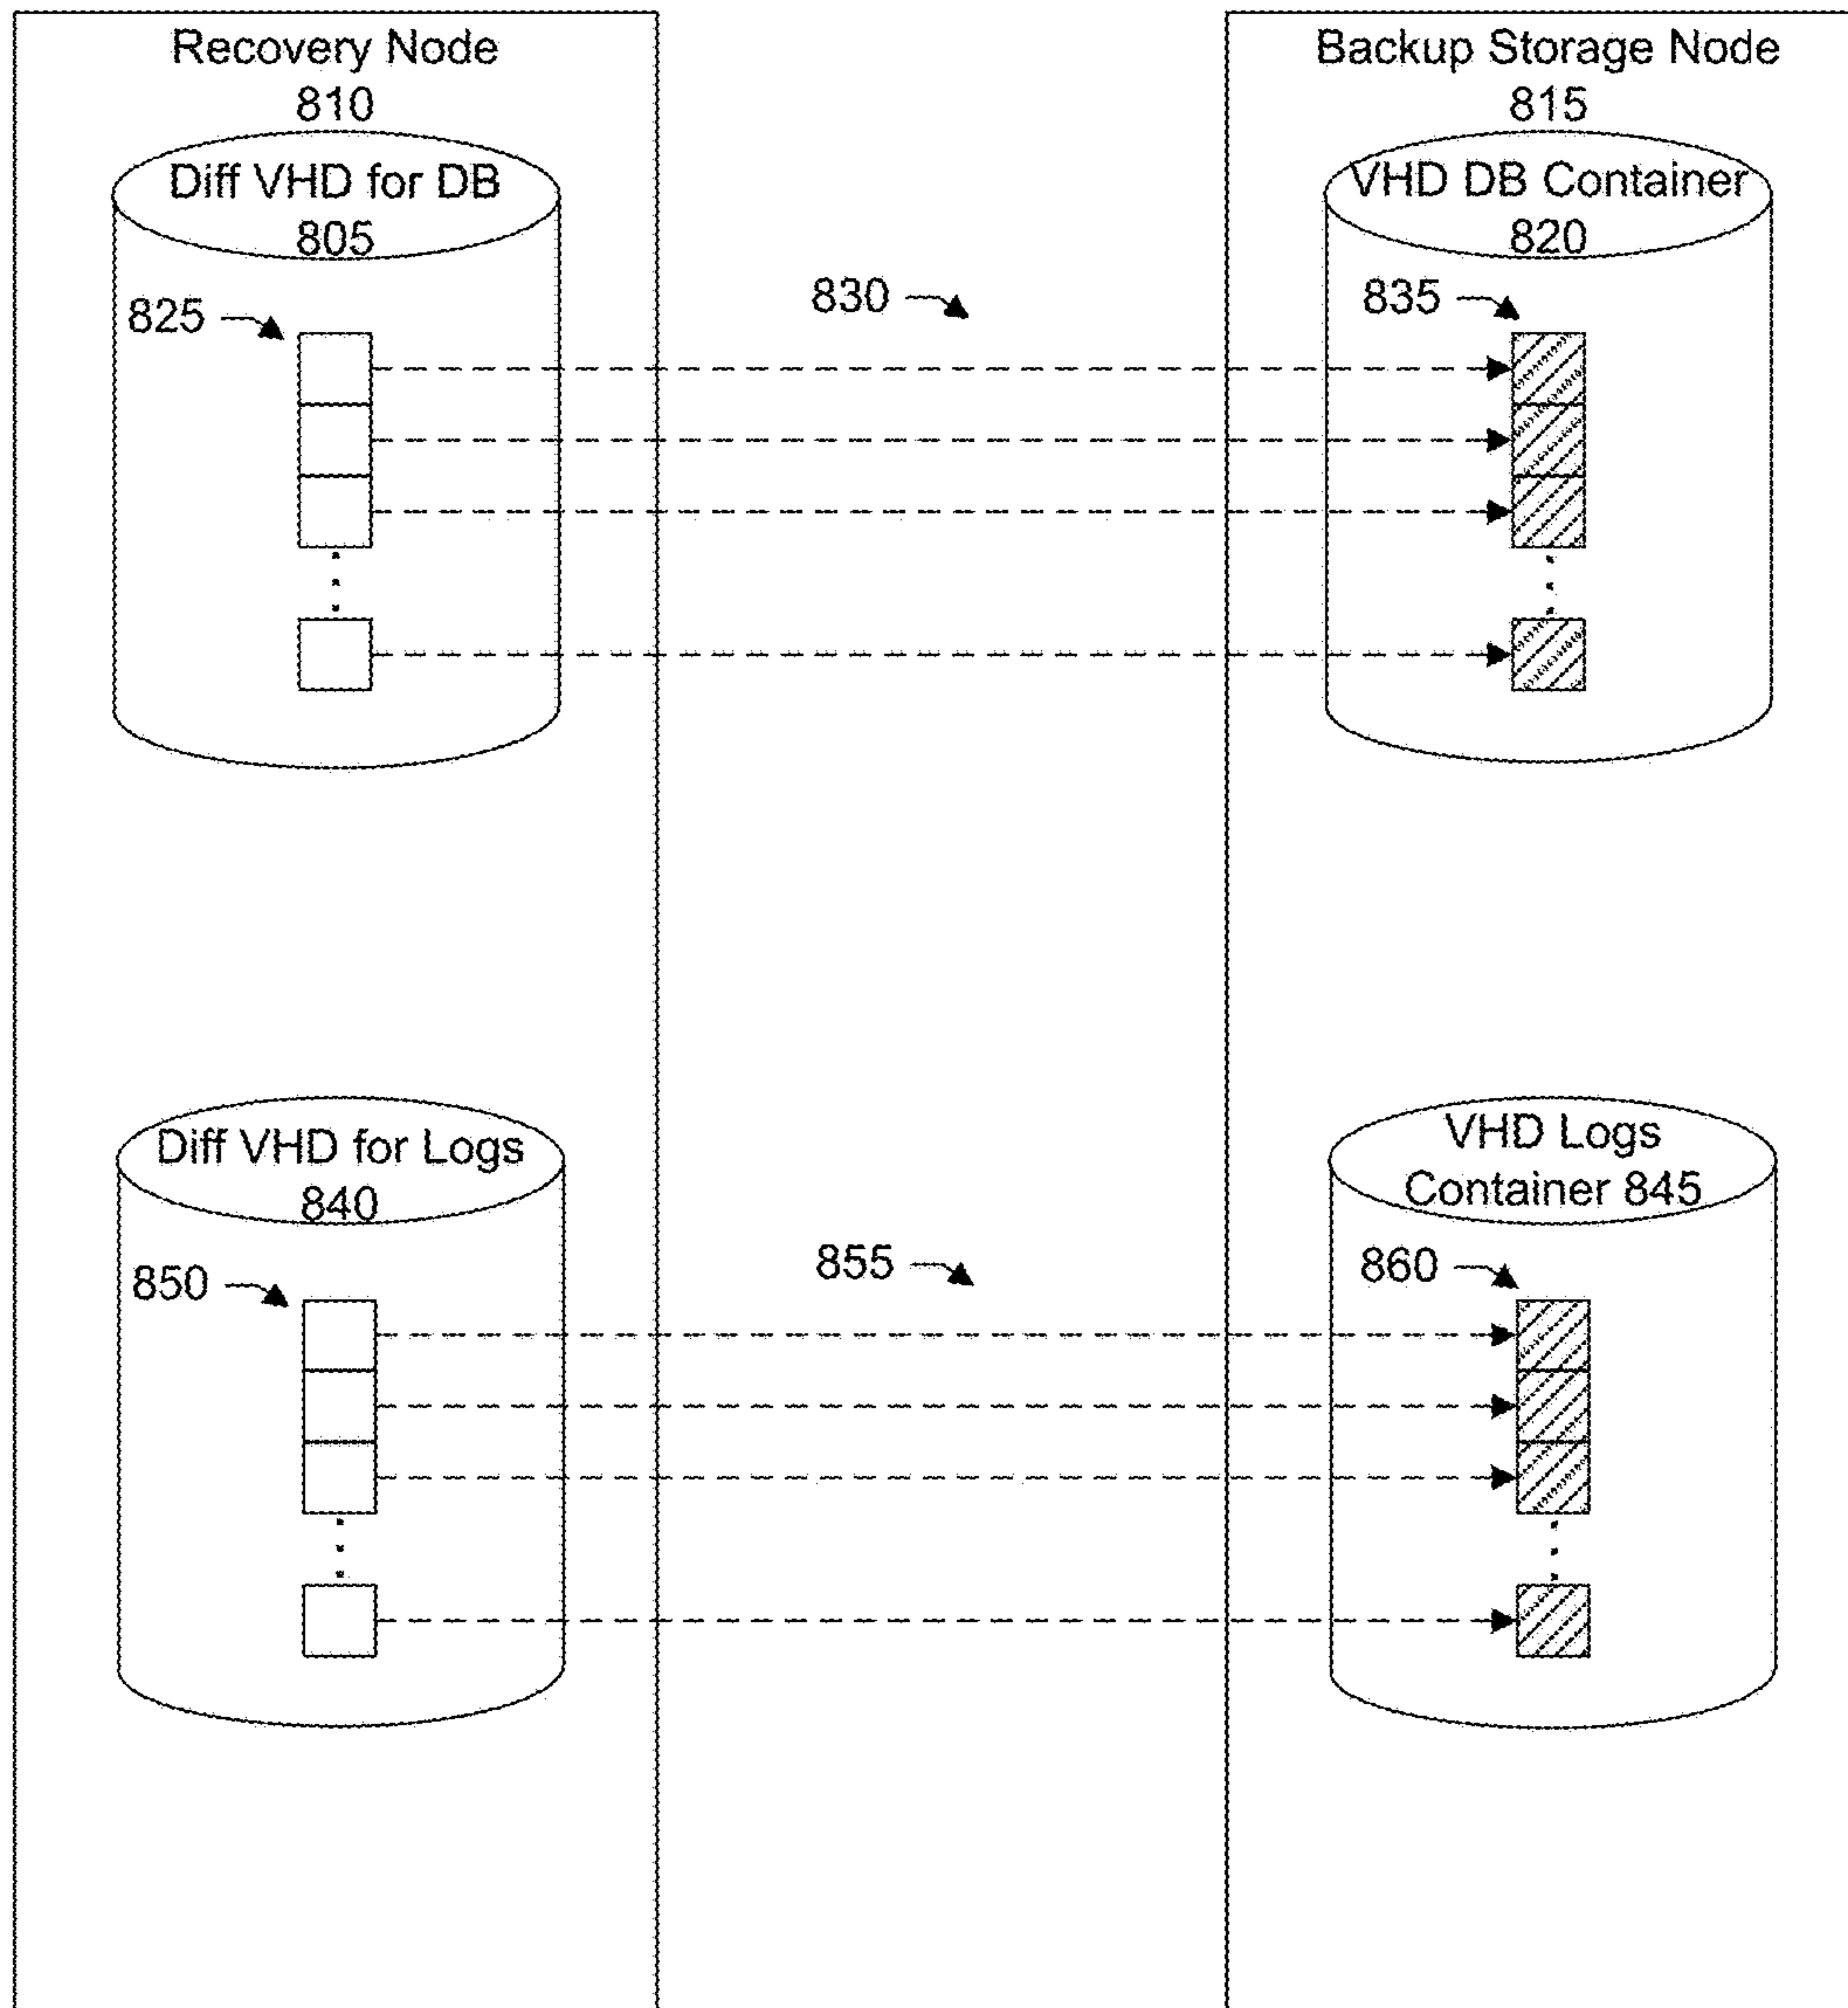 Recovery Node
810
Diff VHD for DB
805
825
830
Backup Storage Node
815
VHD DB Container
820
835
Diff VHD for Logs
840
850
855
VHD Logs
Container 845
860